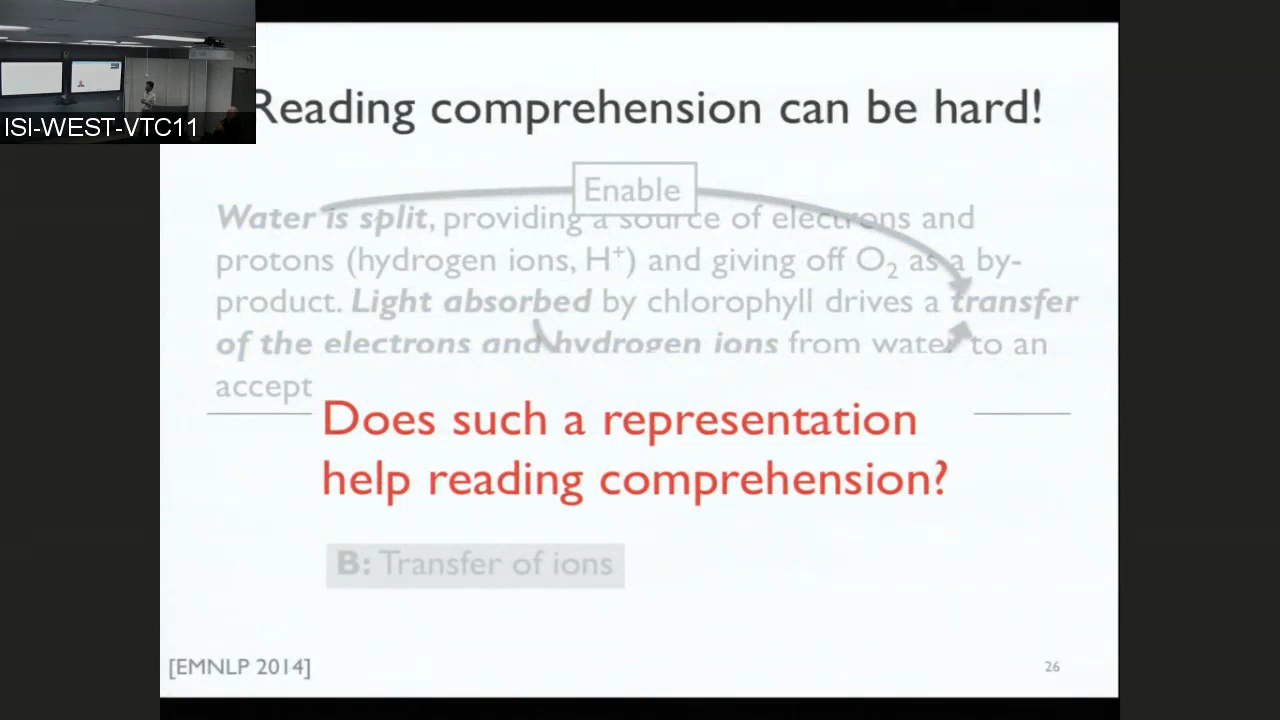 ISI-WEST-VTC11
Reading comprehension can be hard!
Enable
Water is split, providing a source of electrons and
protons (hydrogen ions, H⁺) and giving off O₂ as a by-
product. Light absorbed by chlorophyll drives a transfer
of the electrons and hydrogen ions from water to an
accept
Does such a representation
help reading comprehension?
B: Transfer of ions
[EMNLP 2014]
26